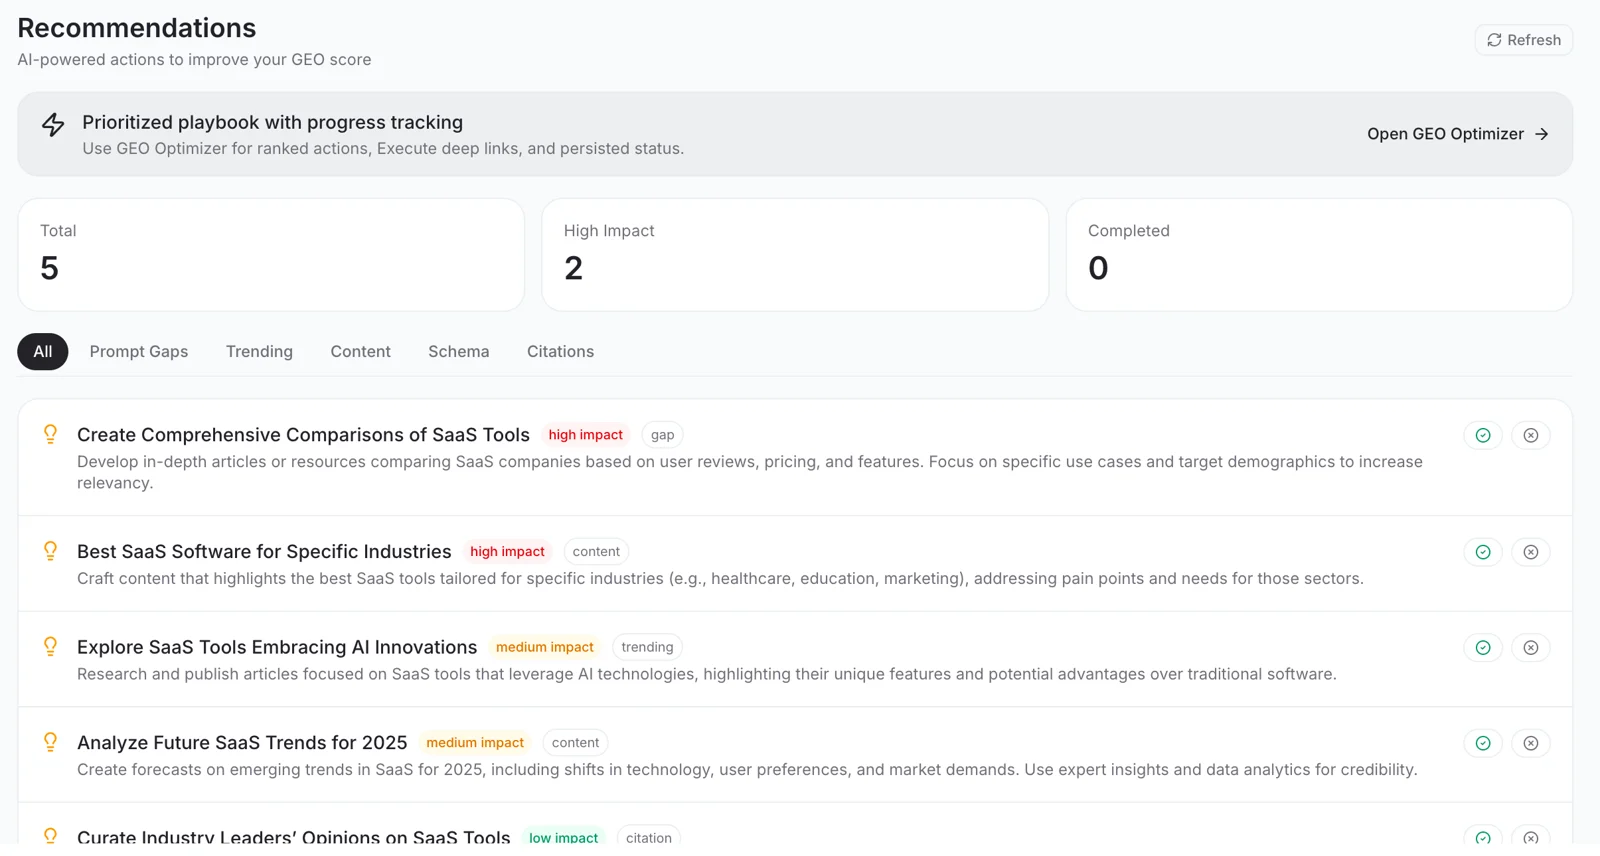 Recommendations
AI-powered actions to improve your GEO score
Refresh
Prioritized playbook with progress tracking
Use GEO Optimizer for ranked actions, Execute deep links, and persisted status.
Open GEO Optimizer →
Total
5
High Impact
2
Completed
0
All Prompt Gaps Trending Content Schema Citations
Create Comprehensive Comparisons of SaaS Tools high impact gap
Develop in-depth articles or resources comparing SaaS companies based on user reviews, pricing, and features. Focus on specific use cases and target demographics to increase
relevancy.
Best SaaS Software for Specific Industries high impact content
Craft content that highlights the best SaaS tools tailored for specific industries (e.g., healthcare, education, marketing), addressing pain points and needs for those sectors.
Explore SaaS Tools Embracing AI Innovations medium impact trending
Research and publish articles focused on SaaS tools that leverage AI technologies, highlighting their unique features and potential advantages over traditional software.
Analyze Future SaaS Trends for 2025 medium impact content
Create forecasts on emerging trends in SaaS for 2025, including shifts in technology, user preferences, and market demands. Use expert insights and data analytics for credibility.
Curate Industry Leaders’ Opinions on SaaS Tools low impact citation